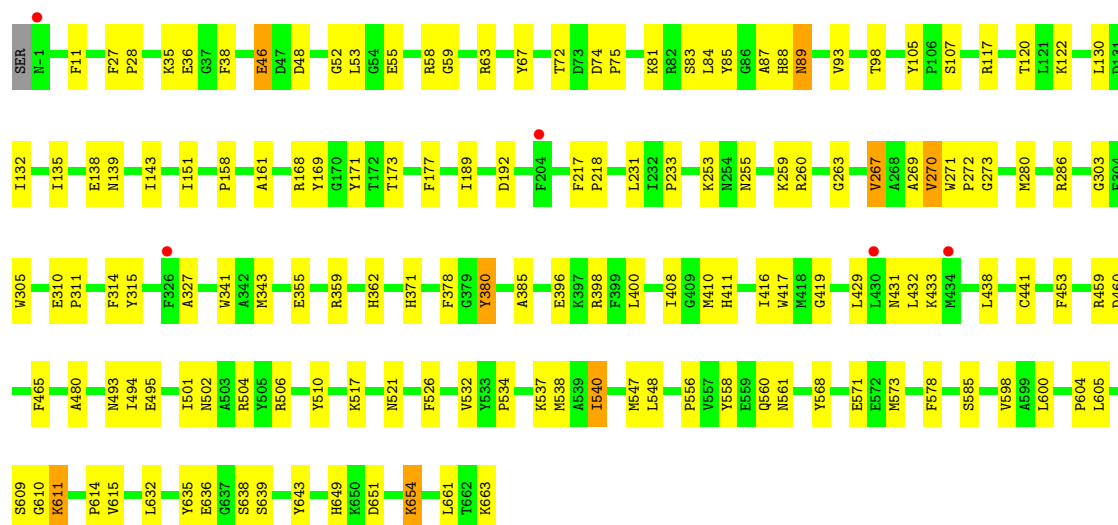 SER N-1 F11 F27 P28 K35 E36 G37 F38 E46 D47 D48 G52 L53 G54 E55 R58 G59 R63 Y67 T72 D73 D74 P75 K81 R82 S83 L84 Y85 G86 A87 H88 N89 V93 T98 Y105 P106 S107 R117 T120 L121 K122 L130 D131
I132 I135 E138 N139 I143 I151 P158 A161 R168 Y169 G170 Y171 T172 T173 F177 I189 D192 F204 F217 P218 L231 I232 P233 K253 N254 N255 K259 R260 G263 V267 A268 A269 V270 W271 P272 G273 M280 R286 G303 E304
W305 E310 P311 F314 Y315 F326 A327 W341 A342 M343 E355 R359 H362 H371 F378 G379 Y380 A385 E396 K397 R398 F399 L400 I408 G409 M410 H411 I416 W417 M418 G419 L429 L430 N431 L432 K433 M434 L438 C441 F453 R459
F465 A480 N493 I494 E495 I501 N502 A503 R504 Y505 R506 Y510 K517 N521 F526 V532 Y533 P534 K537 M538 A539 I540 M547 L548 P556 V557 Y558 E559 Q560 N561 Y568 E571 E572 M573 F578 S585 V598 A599 L600 P604 L605
S609 G610 K611 P614 V615 L632 Y635 E636 G637 S638 S639 Y643 H649 K650 D651 K654 L661 T662 K663